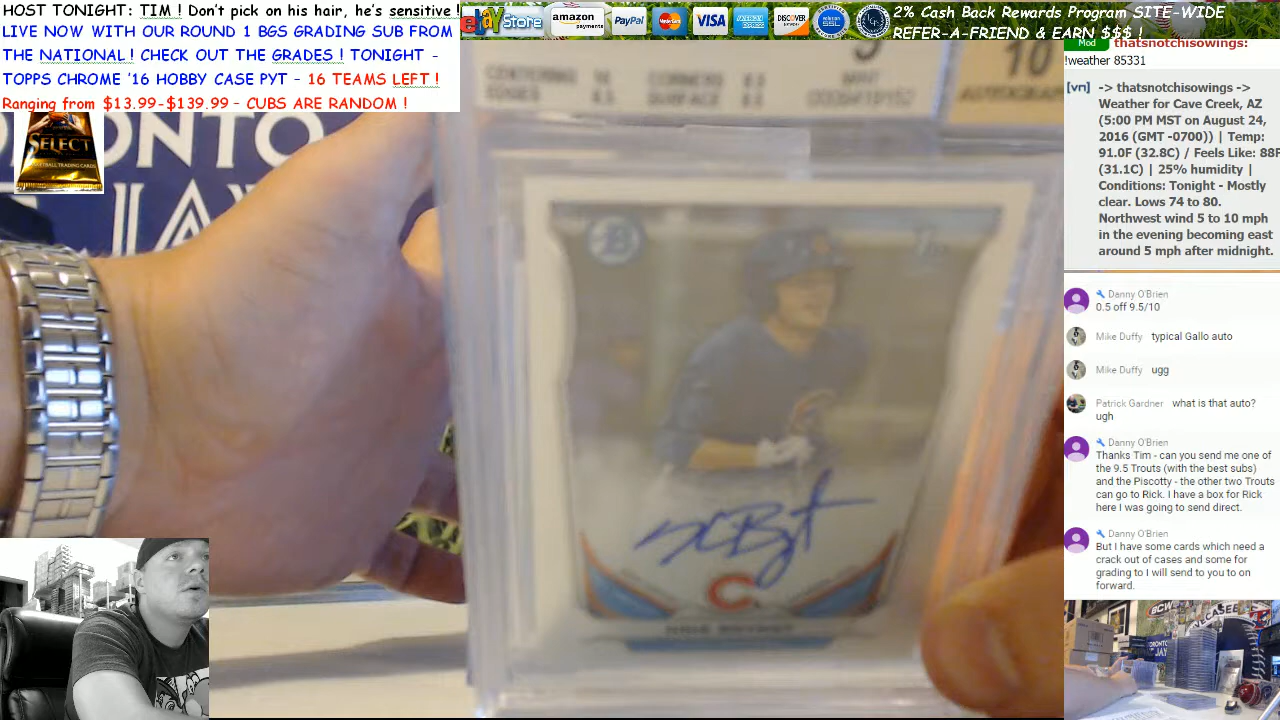 HOST TONIGHT: TIM ! Don't pick on his hair, he's sensitive !
LIVE NOW WITH OUR ROUND 1 BGS GRADING SUB FROM
THE NATIONAL ! CHECK OUT THE GRADES ! TONIGHT -
TOPPS CHROME '16 HOBBY CASE PYT - 16 TEAMS LEFT !
Ranging from $13.99-$139.99 - CUBS ARE RANDOM !
ebay Store
amazon
payments
PayPal
MasterCard
VISA
DISCOVER
2% Cash Back Rewards Program SITE-WIDE
REFER-A-FRIEND & EARN $$$ !
Mod thatsnotchisowings:
!weather 85331
[vn] -> thatsnotchisowings ->
Weather for Cave Creek, AZ
(5:00 PM MST on August 24,
2016 (GMT -0700)) | Temp:
91.0F (32.8C) / Feels Like: 88F
(31.1C) | 25% humidity |
Conditions: Tonight - Mostly
clear. Lows 74 to 80.
Northwest wind 5 to 10 mph
in the evening becoming east
around 5 mph after midnight.
Danny O'Brien
0.5 off 9.5/10
Mike Duffy typical Gallo auto
Mike Duffy ugg
Patrick Gardner what is that auto?
ugh
Danny O'Brien
Thanks Tim - can you send me one of
the 9.5 Trouts (with the best subs)
and the Piscotty - the other two Trouts
can go to Rick. I have a box for Rick
here I was going to send direct.
Danny O'Brien
But I have some cards which need a
crack out of cases and some for
grading to I will send to you to on
forward.
SELECT
CENTERING 10
CORNERS
EDGES
SURFACE
9
MINT
10
AUTOGRAPH
B
C
KRIS BRYANT